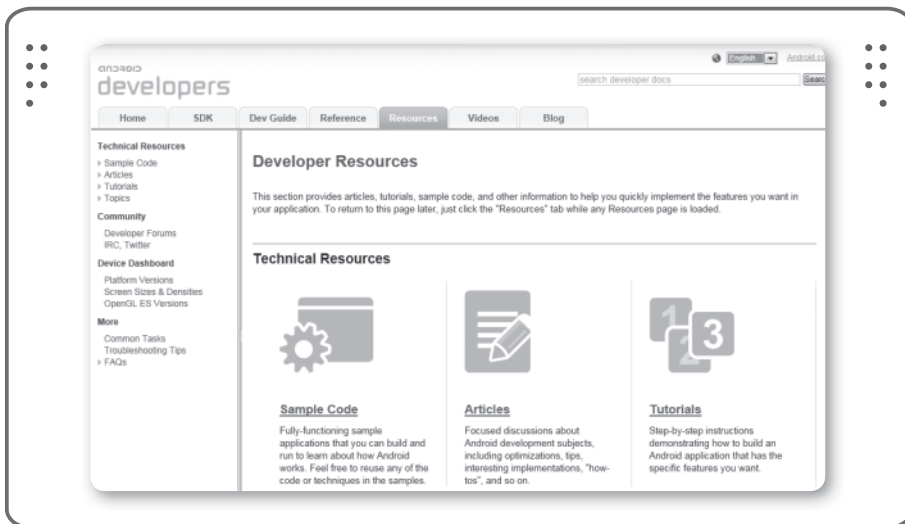 English
Android.co
android
developers
search developer docs
Searc
Home SDK Dev Guide Reference Resources Videos Blog
Technical Resources
Sample Code
Articles
Tutorials
Topics
Community
Developer Forums
IRC, Twitter
Device Dashboard
Platform Versions
Screen Sizes & Densities
OpenGL ES Versions
More
Common Tasks
Troubleshooting Tips
FAQs
Developer Resources
This section provides articles, tutorials, sample code, and other information to help you quickly implement the features you want in
your application. To return to this page later, just click the "Resources" tab while any Resources page is loaded.
Technical Resources
1
2
3
Sample Code
Fully-functioning sample
applications that you can build and
run to learn about how Android
works. Feel free to reuse any of the
code or techniques in the samples.
Articles
Focused discussions about
Android development subjects,
including optimizations, tips,
interesting implementations, "how-
tos", and so on.
Tutorials
Step-by-step instructions
demonstrating how to build an
Android application that has the
specific features you want.